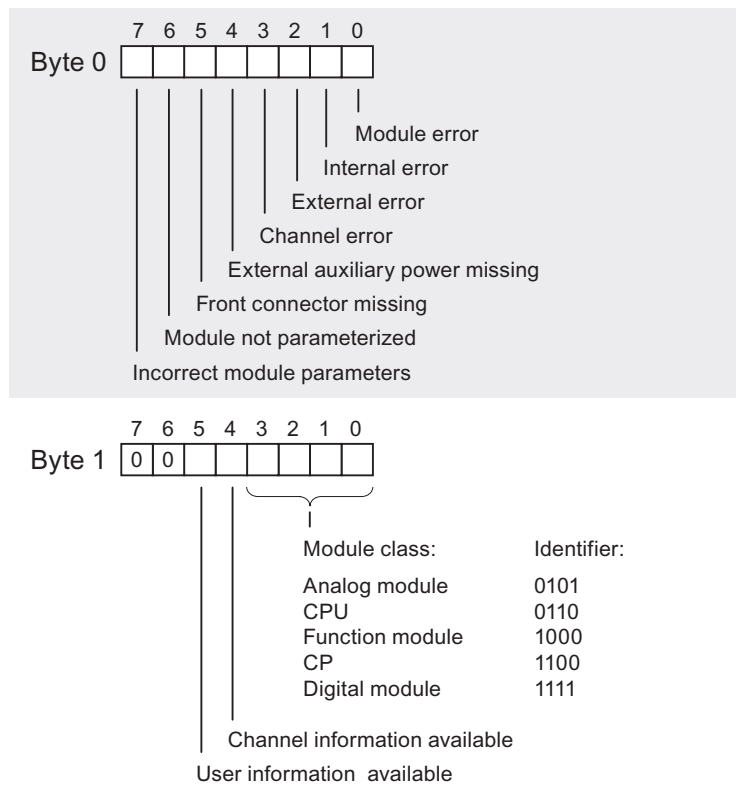 7 6 5 4 3 2 1 0
Byte 0
Module error
Internal error
External error
Channel error
External auxiliary power missing
Front connector missing
Module not parameterized
Incorrect module parameters
7 6 5 4 3 2 1 0
Byte 1 0 0
Module class: Identifier:
Analog module 0101
CPU 0110
Function module 1000
CP 1100
Digital module 1111
Channel information available
User information available